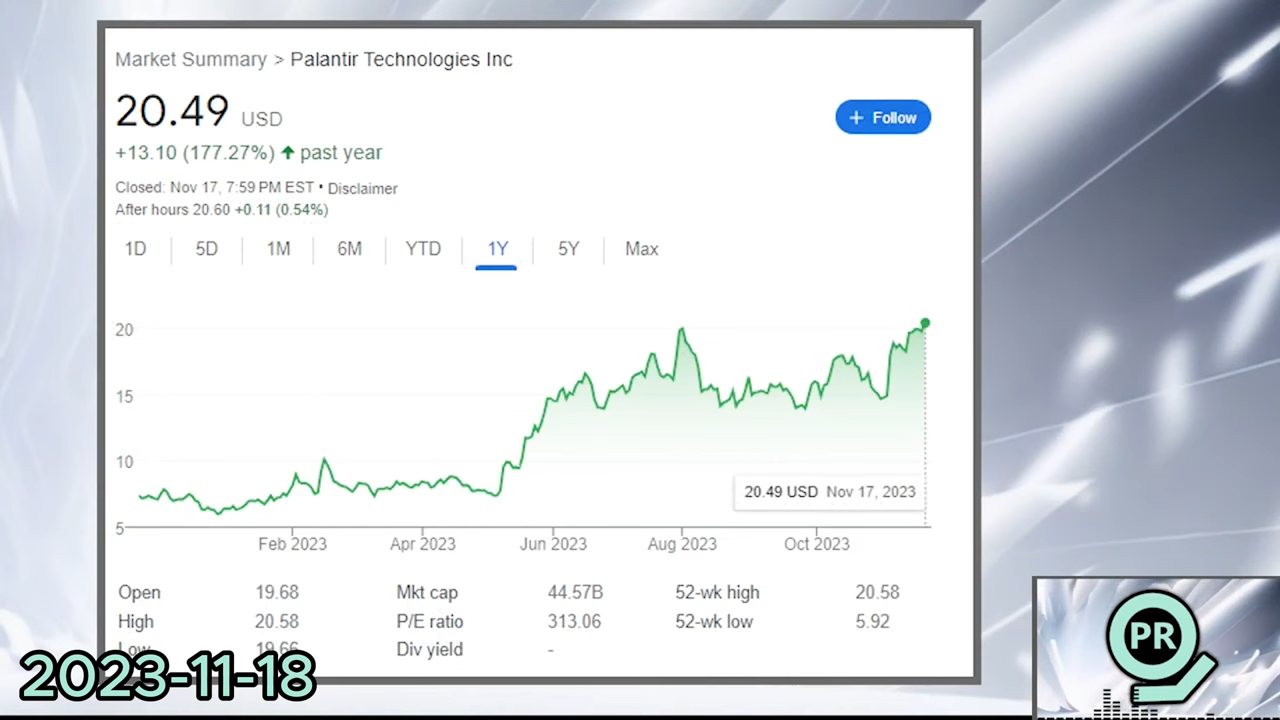 Market Summary > Palantir Technologies Inc
20.49 USD
+ Follow
+13.10 (177.27%) ↑ past year
Closed: Nov 17, 7:59 PM EST • Disclaimer
After hours 20.60 +0.11 (0.54%)
1D 5D 1M 6M YTD 1Y 5Y Max
20
15
10
5
20.49 USD Nov 17, 2023
Feb 2023 Apr 2023 Jun 2023 Aug 2023 Oct 2023
Open 19.68 Mkt cap 44.57B 52-wk high 20.58
High 20.58 P/E ratio 313.06 52-wk low 5.92
Low 19.66 Div yield -
2023-11-18
PR